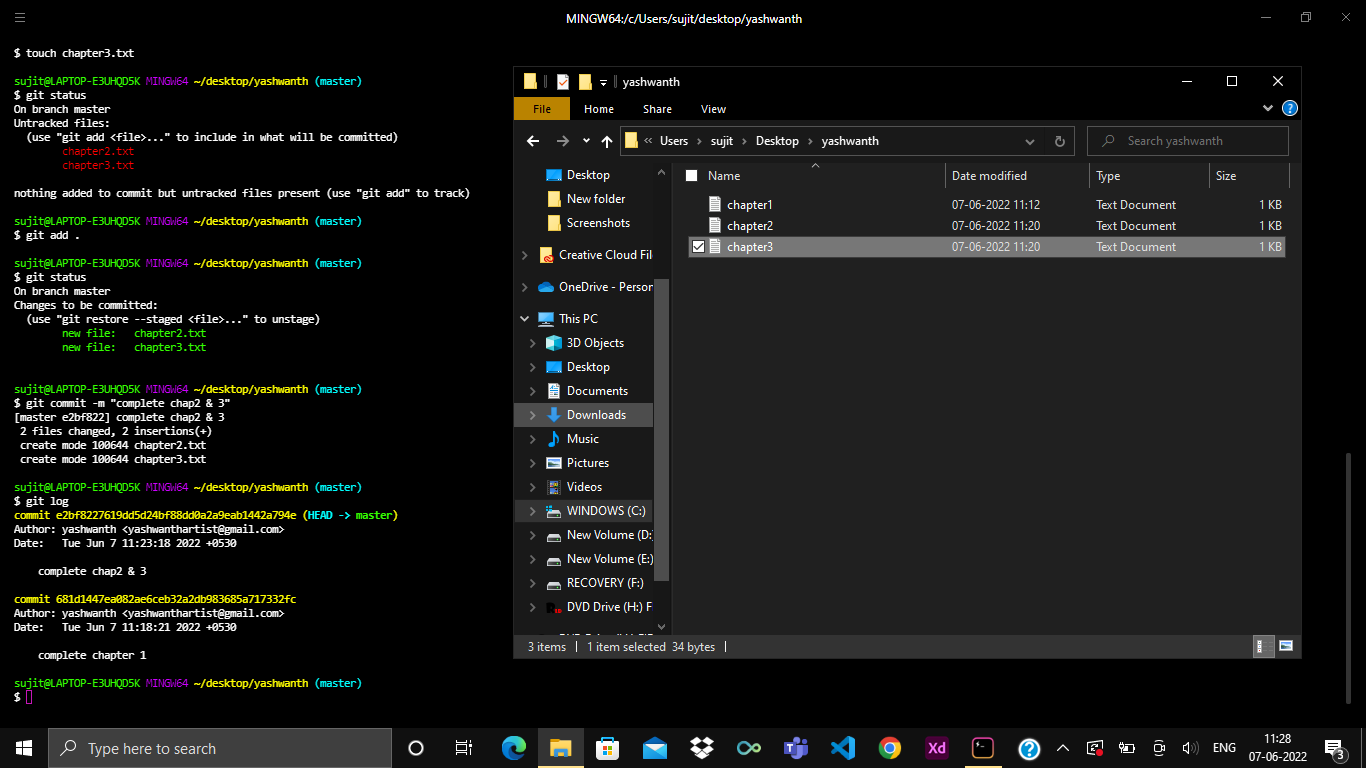 MINGW64:/c/Users/sujit/desktop/yashwanth
$ touch chapter3.txt
sujit@LAPTOP-E3UHQD5K MINGW64 ~/desktop/yashwanth (master)
$ git status
On branch master
Untracked files:
  (use "git add <file>..." to include in what will be committed)
        chapter2.txt
        chapter3.txt
nothing added to commit but untracked files present (use "git add" to track)
sujit@LAPTOP-E3UHQD5K MINGW64 ~/desktop/yashwanth (master)
$ git add .
sujit@LAPTOP-E3UHQD5K MINGW64 ~/desktop/yashwanth (master)
$ git status
On branch master
Changes to be committed:
  (use "git restore --staged <file>..." to unstage)
        new file:   chapter2.txt
        new file:   chapter3.txt
sujit@LAPTOP-E3UHQD5K MINGW64 ~/desktop/yashwanth (master)
$ git commit -m "complete chap2 & 3"
[master e2bf822] complete chap2 & 3
 2 files changed, 2 insertions(+)
 create mode 100644 chapter2.txt
 create mode 100644 chapter3.txt
sujit@LAPTOP-E3UHQD5K MINGW64 ~/desktop/yashwanth (master)
$ git log
commit e2bf8227619dd5d24bf88dd0a2a9eab1442a794e (HEAD -> master)
Author: yashwanth <yashwanthartist@gmail.com>
Date:   Tue Jun 7 11:23:18 2022 +0530
    complete chap2 & 3
commit 681d1447ea082ae6ceb32a2db983685a717332fc
Author: yashwanth <yashwanthartist@gmail.com>
Date:   Tue Jun 7 11:18:21 2022 +0530
    complete chapter 1
sujit@LAPTOP-E3UHQD5K MINGW64 ~/desktop/yashwanth (master)
$
yashwanth
File Home Share View
« Users › sujit › Desktop › yashwanth
Search yashwanth
Desktop
New folder
Screenshots
Creative Cloud Fil
OneDrive - Person
This PC
3D Objects
Desktop
Documents
Downloads
Music
Pictures
Videos
WINDOWS (C:)
New Volume (D:
New Volume (E:)
RECOVERY (F:)
DVD Drive (H:) F
Name Date modified Type Size
chapter1 07-06-2022 11:12 Text Document 1 KB
chapter2 07-06-2022 11:20 Text Document 1 KB
chapter3 07-06-2022 11:20 Text Document 1 KB
3 items 1 item selected 34 bytes
Type here to search
Xd
ENG
11:28
07-06-2022
3